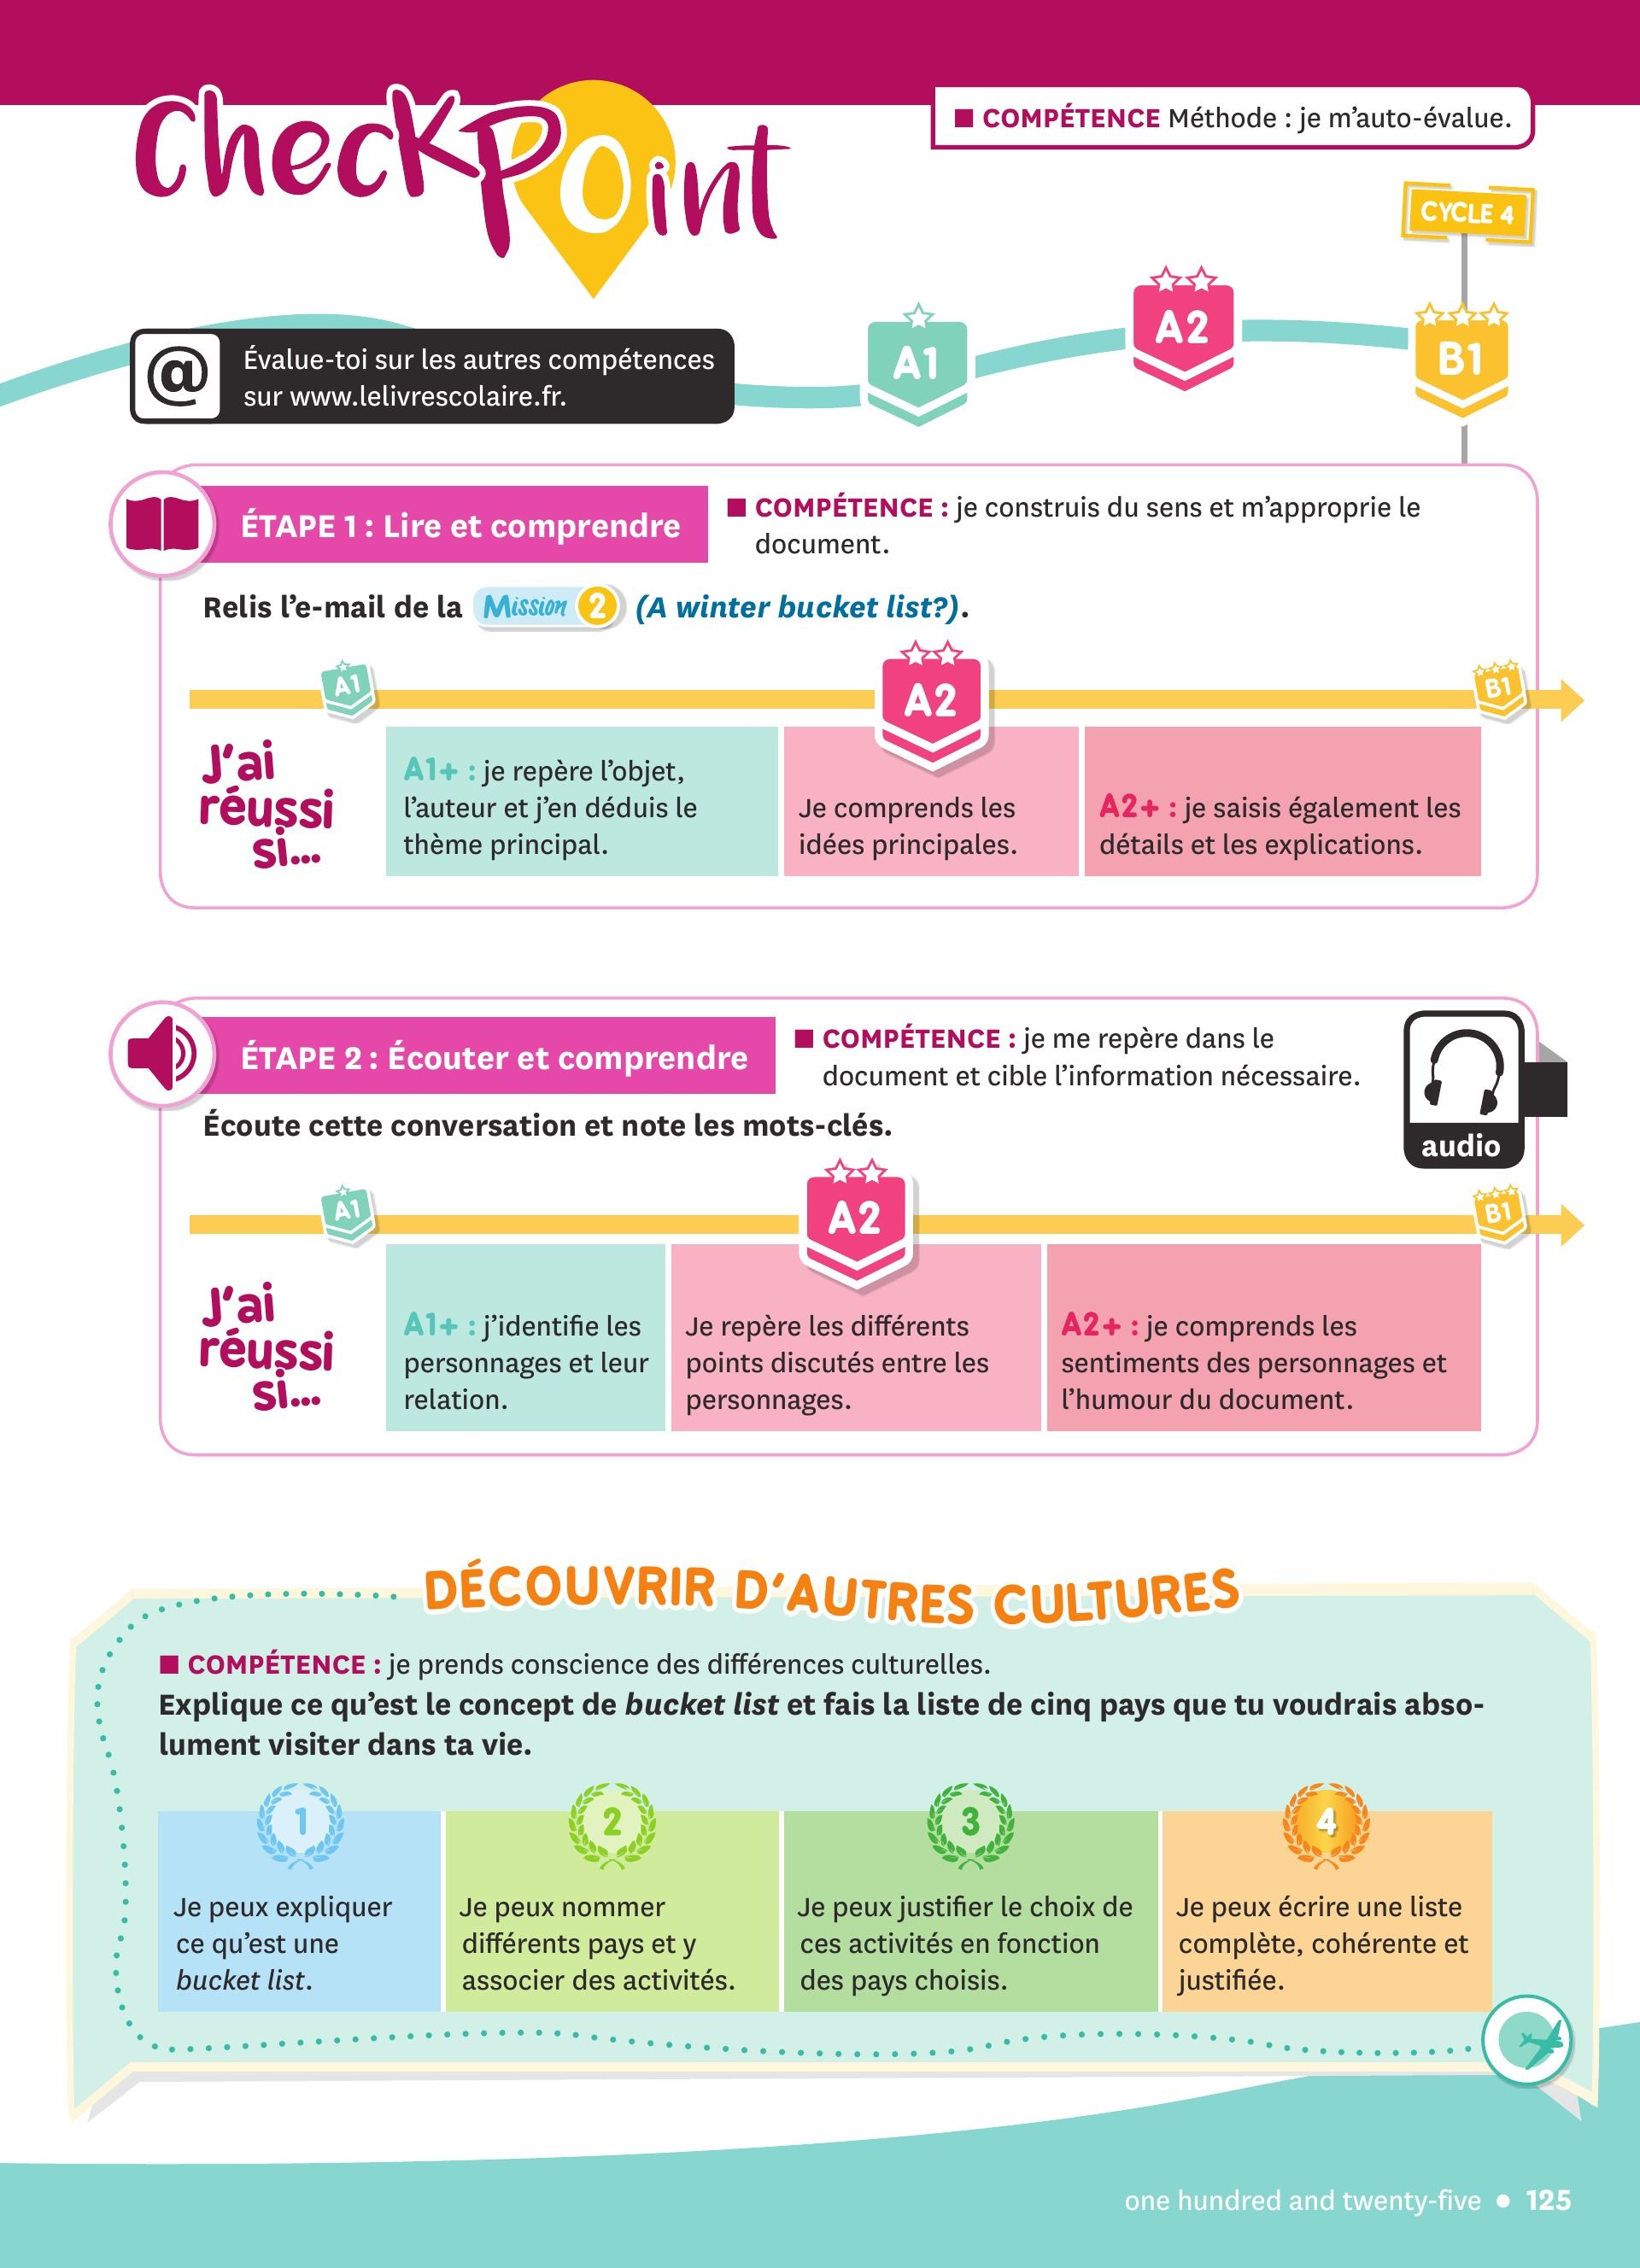 CheckPoint
■ COMPÉTENCE Méthode : je m’auto-évalue.
CYCLE 4
A1
A2
B1
@
Évalue-toi sur les autres compétences
sur www.lelivrescolaire.fr.
ÉTAPE 1 : Lire et comprendre
■ COMPÉTENCE : je construis du sens et m’approprie le
document.
Relis l’e-mail de la Mission 2 (A winter bucket list?).
A1
A2
B1
J’ai
réussi
si...
A1+ : je repère l’objet,
l’auteur et j’en déduis le
thème principal.
Je comprends les
idées principales.
A2+ : je saisis également les
détails et les explications.
ÉTAPE 2 : Écouter et comprendre
■ COMPÉTENCE : je me repère dans le
document et cible l’information nécessaire.
audio
Écoute cette conversation et note les mots-clés.
A1
A2
B1
J’ai
réussi
si...
A1+ : j’identifie les
personnages et leur
relation.
Je repère les différents
points discutés entre les
personnages.
A2+ : je comprends les
sentiments des personnages et
l’humour du document.
DÉCOUVRIR D’AUTRES CULTURES
■ COMPÉTENCE : je prends conscience des différences culturelles.
Explique ce qu’est le concept de bucket list et fais la liste de cinq pays que tu voudrais abso-
lument visiter dans ta vie.
1
Je peux expliquer
ce qu’est une
bucket list.
2
Je peux nommer
différents pays et y
associer des activités.
3
Je peux justifier le choix de
ces activités en fonction
des pays choisis.
4
Je peux écrire une liste
complète, cohérente et
justifiée.
one hundred and twenty-five • 125